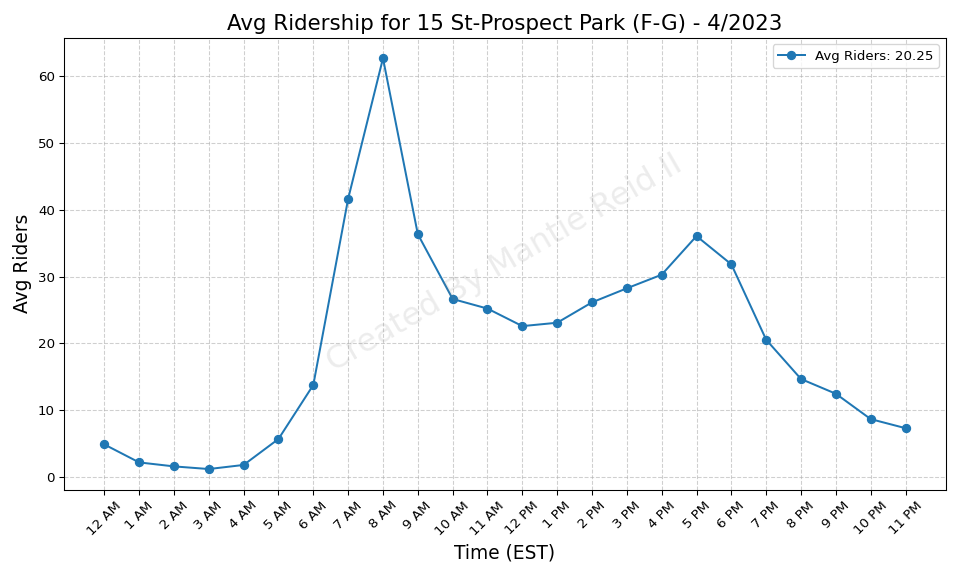 Avg Ridership for 15 St-Prospect Park (F-G) - 4/2023
Avg Riders: 20.25
60
50
40
30
20
10
0
Avg Riders
Created By Mantie Reid II
12 AM
1 AM
2 AM
3 AM
4 AM
5 AM
6 AM
7 AM
8 AM
9 AM
10 AM
11 AM
12 PM
1 PM
2 PM
3 PM
4 PM
5 PM
6 PM
7 PM
8 PM
9 PM
10 PM
11 PM
Time (EST)